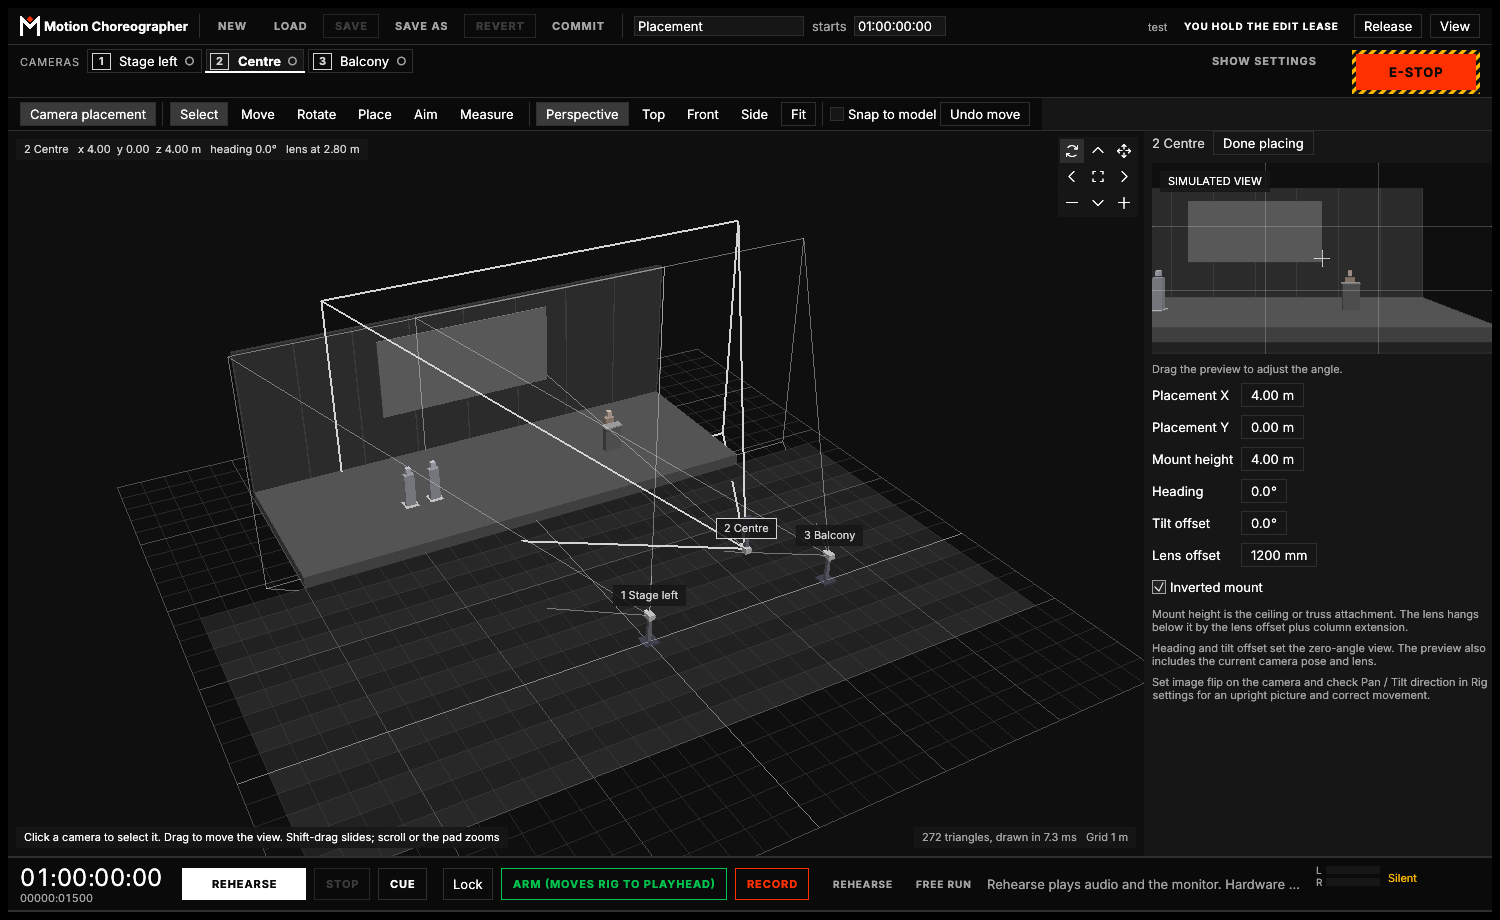 Motion Choreographer NEW LOAD SAVE SAVE AS REVERT COMMIT Placement starts 01:00:00:00 test YOU HOLD THE EDIT LEASE Release View
CAMERAS 1 Stage left 2 Centre 3 Balcony SHOW SETTINGS E-STOP
Camera placement Select Move Rotate Place Aim Measure Perspective Top Front Side Fit Snap to model Undo move
2 Centre x 4.00 y 0.00 z 4.00 m heading 0.0° lens at 2.80 m
2 Centre Done placing
SIMULATED VIEW
Drag the preview to adjust the angle.
Placement X 4.00 m
Placement Y 0.00 m
Mount height 4.00 m
Heading 0.0°
Tilt offset 0.0°
Lens offset 1200 mm
Inverted mount
Mount height is the ceiling or truss attachment. The lens hangs
below it by the lens offset plus column extension.
Heading and tilt offset set the zero-angle view. The preview also
includes the current camera pose and lens.
Set image flip on the camera and check Pan / Tilt direction in Rig
settings for an upright picture and correct movement.
2 Centre
3 Balcony
1 Stage left
Click a camera to select it. Drag to move the view. Shift-drag slides; scroll or the pad zooms
272 triangles, drawn in 7.3 ms Grid 1 m
01:00:00:00
00000:01500
REHEARSE STOP CUE Lock ARM (MOVES RIG TO PLAYHEAD) RECORD REHEARSE FREE RUN Rehearse plays audio and the monitor. Hardware ...
L
R
Silent